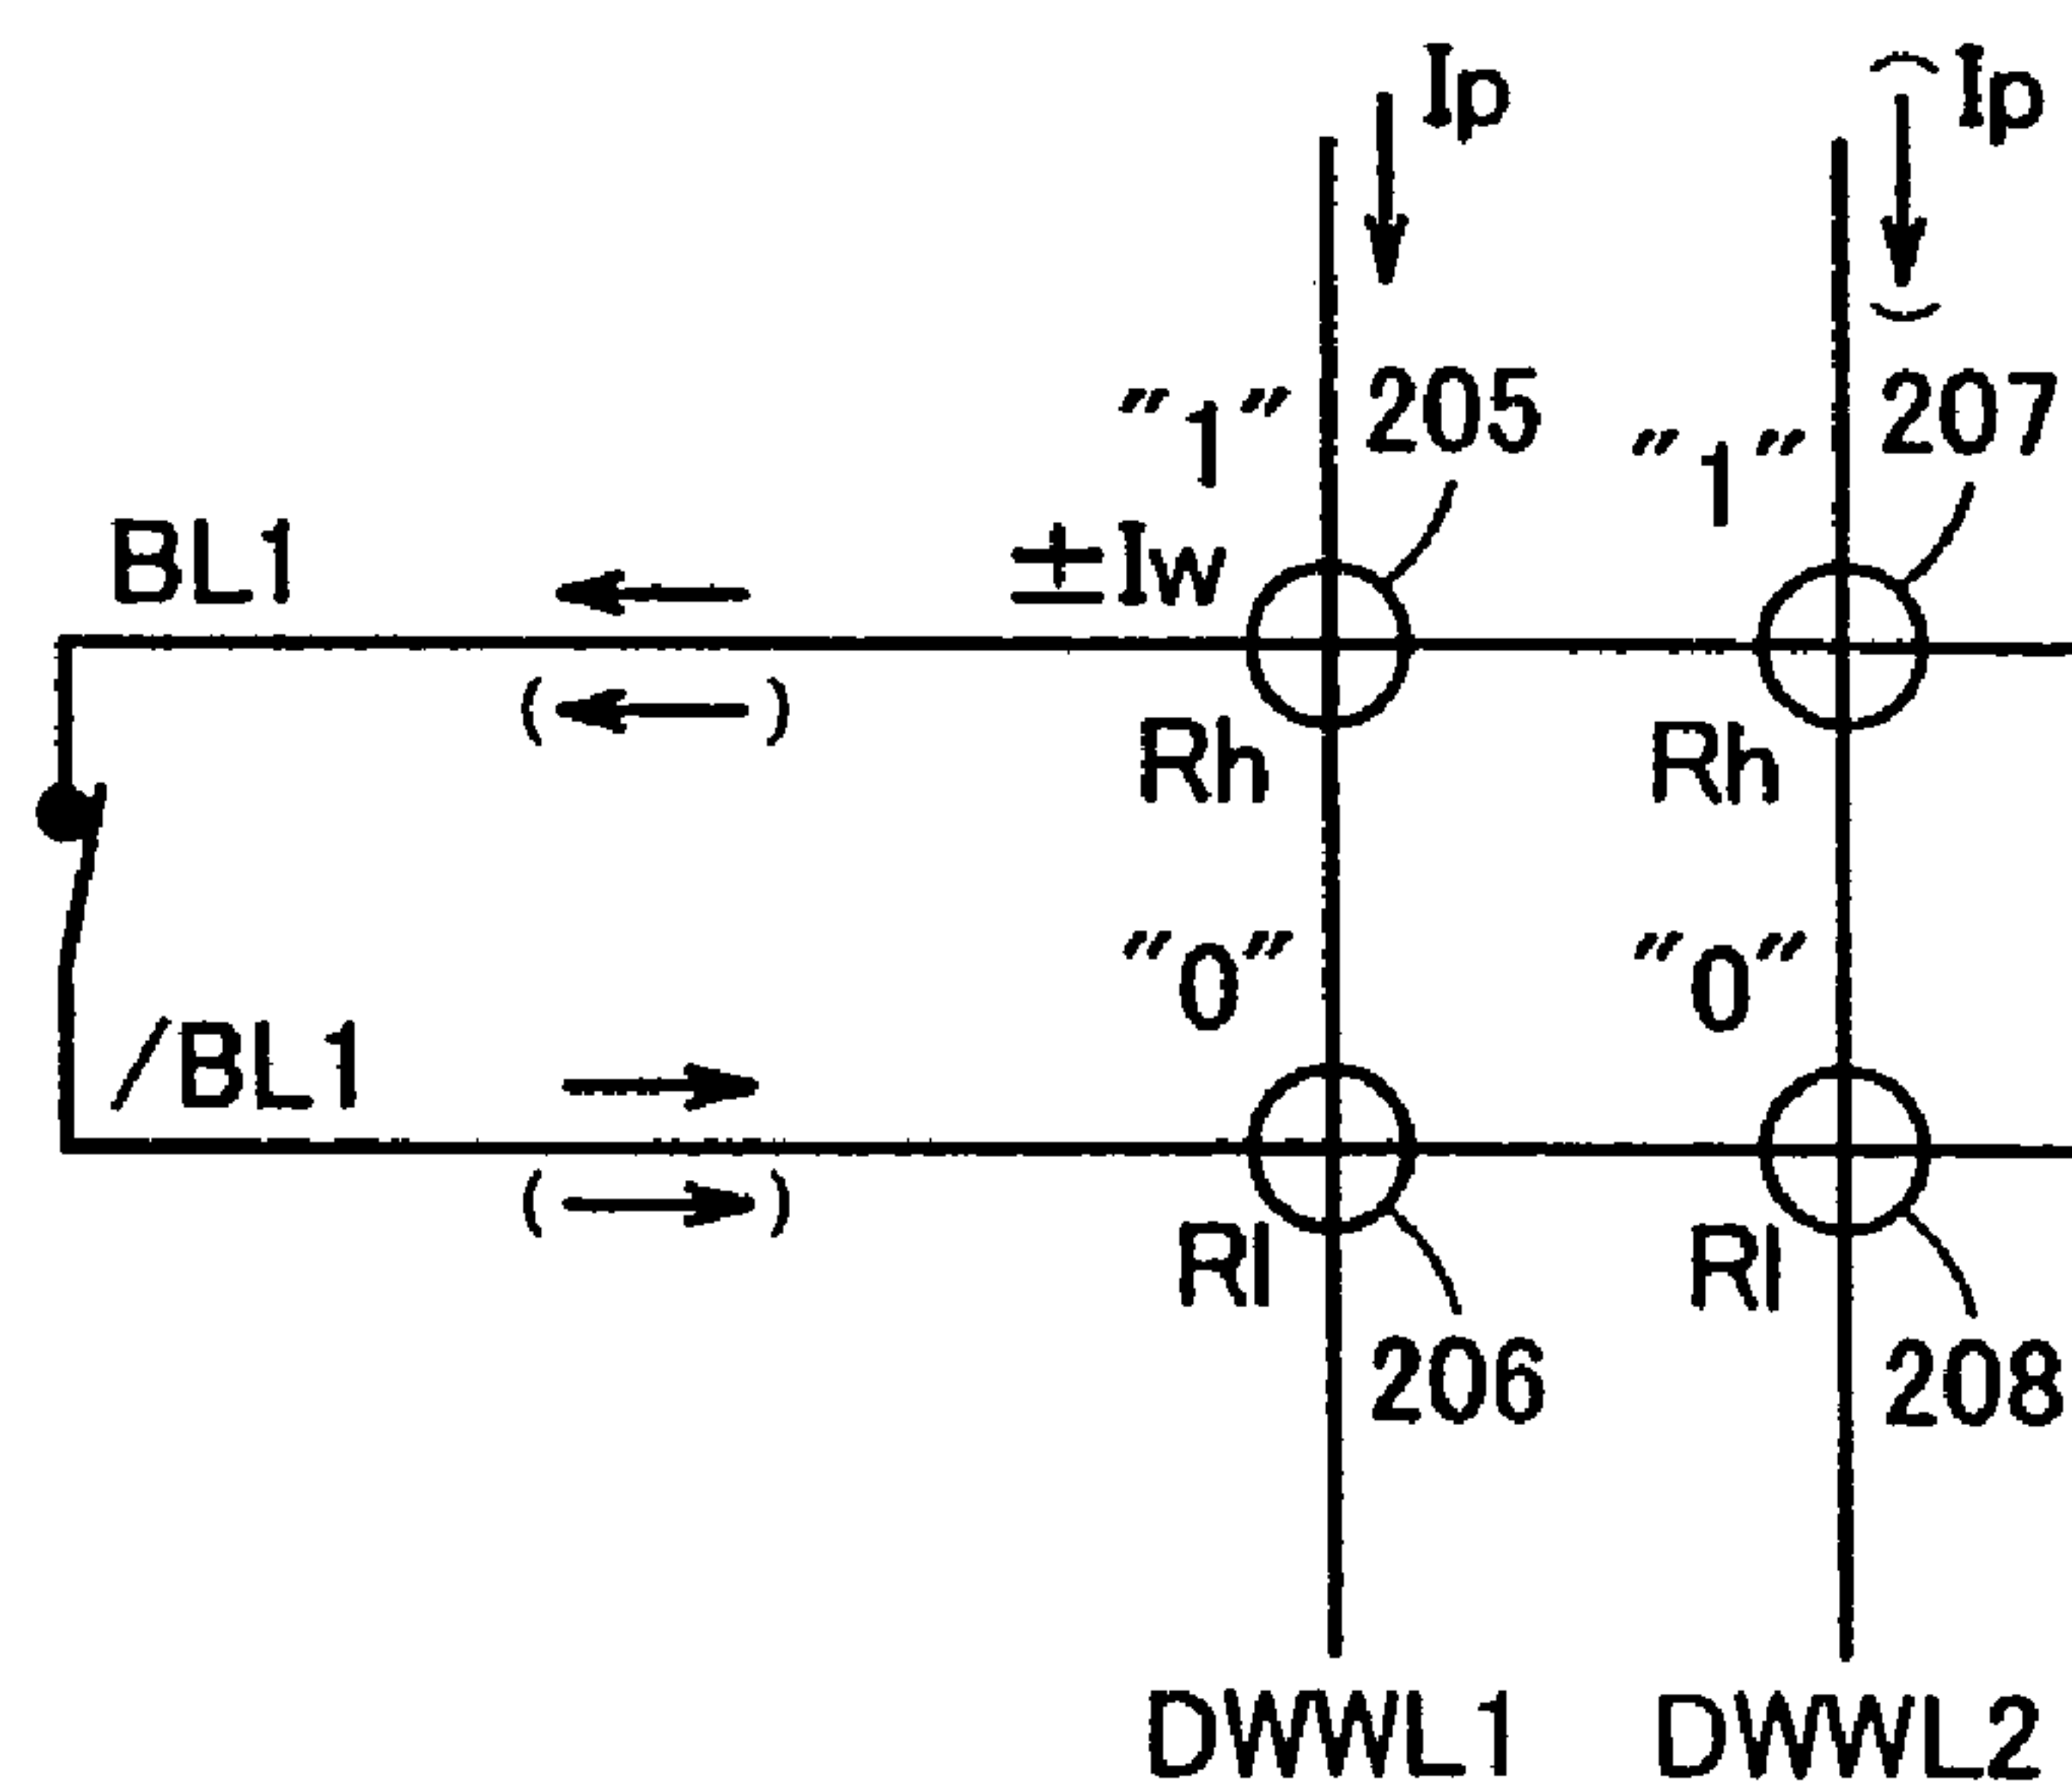 Ip
Ip
"1"
205
"1"
207
BL1
±Iw
Rh
Rh
"0"
"0"
/BL1
Rl
Rl
206
208
DWWL1
DWWL2